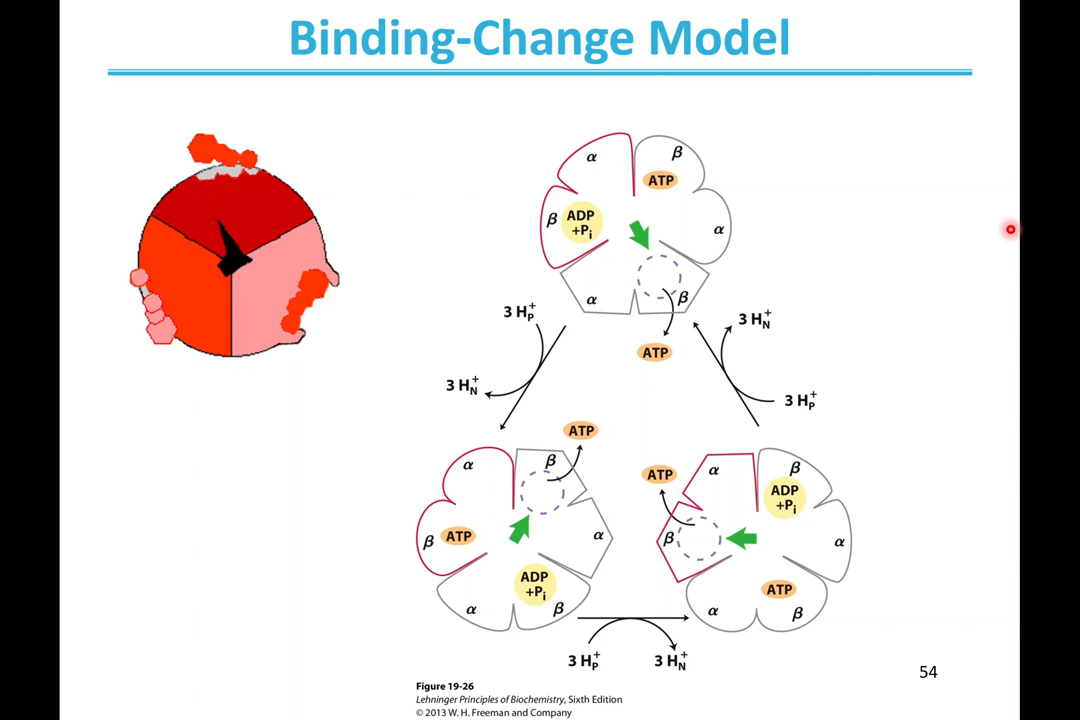 Binding-Change Model
α
β
ATP
β
ADP
+Pi
α
α
β
3 H+P
3 H+N
ATP
3 H+N
3 H+P
ATP
α
β
β
ATP
α
ADP
+Pi
α
β
ATP
α
β
ADP
+Pi
β
α
ATP
α
β
3 H+P
3 H+N
54
Figure 19-26
Lehninger Principles of Biochemistry, Sixth Edition
© 2013 W. H. Freeman and Company